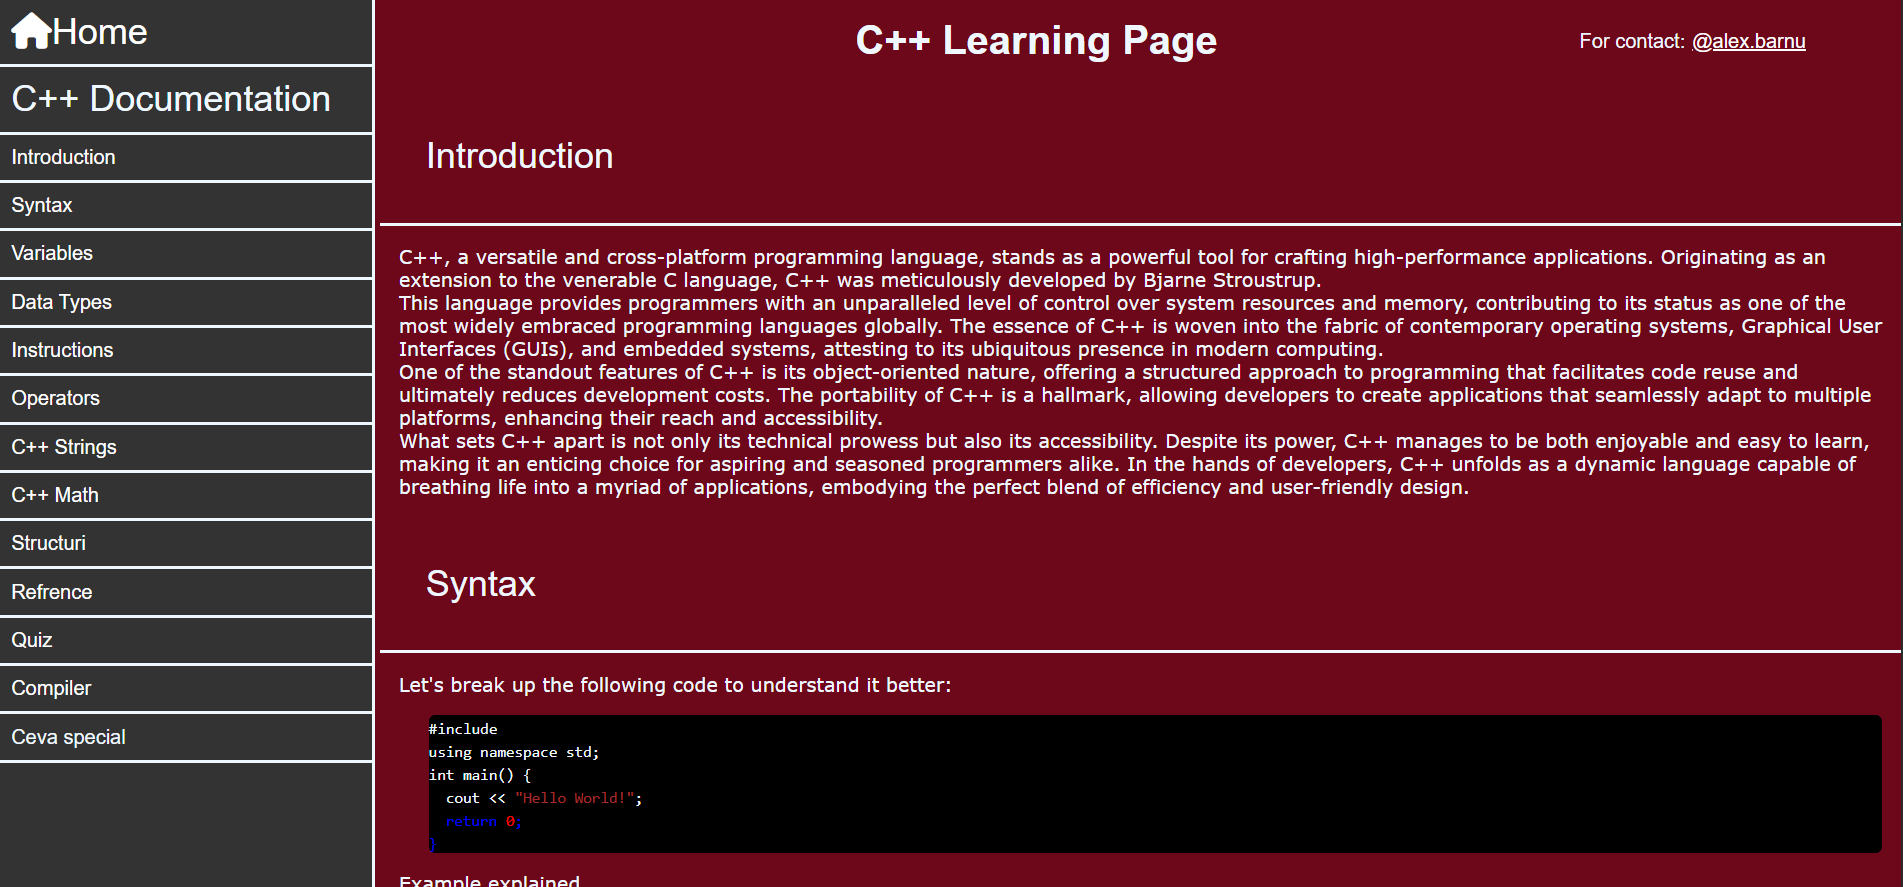 Home
C++ Documentation
Introduction
Syntax
Variables
Data Types
Instructions
Operators
C++ Strings
C++ Math
Structuri
Refrence
Quiz
Compiler
Ceva special
C++ Learning Page
For contact: @alex.barnu
Introduction
C++, a versatile and cross-platform programming language, stands as a powerful tool for crafting high-performance applications. Originating as an
extension to the venerable C language, C++ was meticulously developed by Bjarne Stroustrup.
This language provides programmers with an unparalleled level of control over system resources and memory, contributing to its status as one of the
most widely embraced programming languages globally. The essence of C++ is woven into the fabric of contemporary operating systems, Graphical User
Interfaces (GUIs), and embedded systems, attesting to its ubiquitous presence in modern computing.
One of the standout features of C++ is its object-oriented nature, offering a structured approach to programming that facilitates code reuse and
ultimately reduces development costs. The portability of C++ is a hallmark, allowing developers to create applications that seamlessly adapt to multiple
platforms, enhancing their reach and accessibility.
What sets C++ apart is not only its technical prowess but also its accessibility. Despite its power, C++ manages to be both enjoyable and easy to learn,
making it an enticing choice for aspiring and seasoned programmers alike. In the hands of developers, C++ unfolds as a dynamic language capable of
breathing life into a myriad of applications, embodying the perfect blend of efficiency and user-friendly design.
Syntax
Let's break up the following code to understand it better:
#include
using namespace std;
int main() {
cout << "Hello World!";
return 0;
}
Example explained